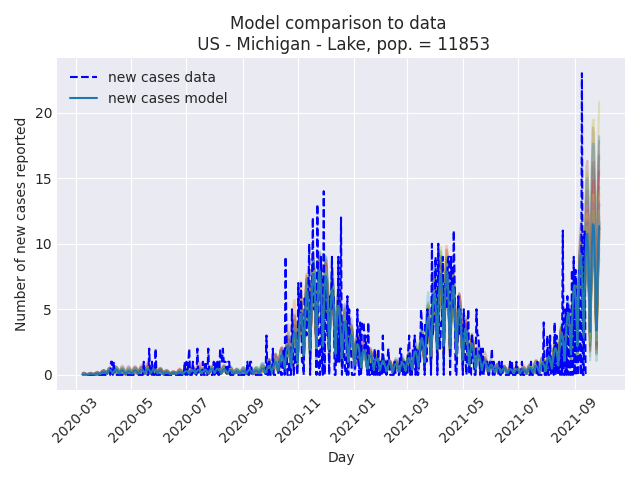 Model comparison to data
US - Michigan - Lake, pop. = 11853
new cases data
new cases model
Number of new cases reported
20
15
10
5
0
2020-03
2020-05
2020-07
2020-09
2020-11
2021-01
2021-03
2021-05
2021-07
2021-09
Day